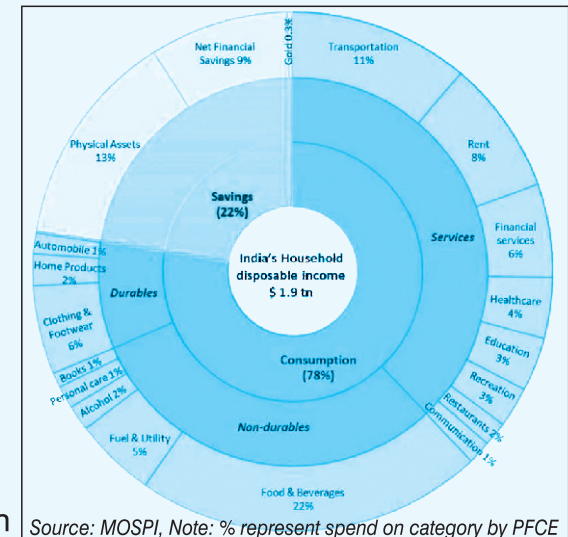 Gold 0.3%
Transportation
11%
Rent
8%
Financial
services
6%
Healthcare
4%
Education
3%
Recreation
3%
Restaurants 2%
Communication 1%
Food & Beverages
22%
Fuel & Utility
5%
Alcohol 2%
Personal care 1%
Books 1%
Clothing &
Footwear
6%
Home Products
2%
Automobile 1%
Physical Assets
13%
Net Financial
Savings 9%
Savings
(22%)
Services
Durables
Non-durables
Consumption
(78%)
India's Household
disposable income
$ 1.9 tn
Source: MOSPI, Note: % represent spend on category by PFCE